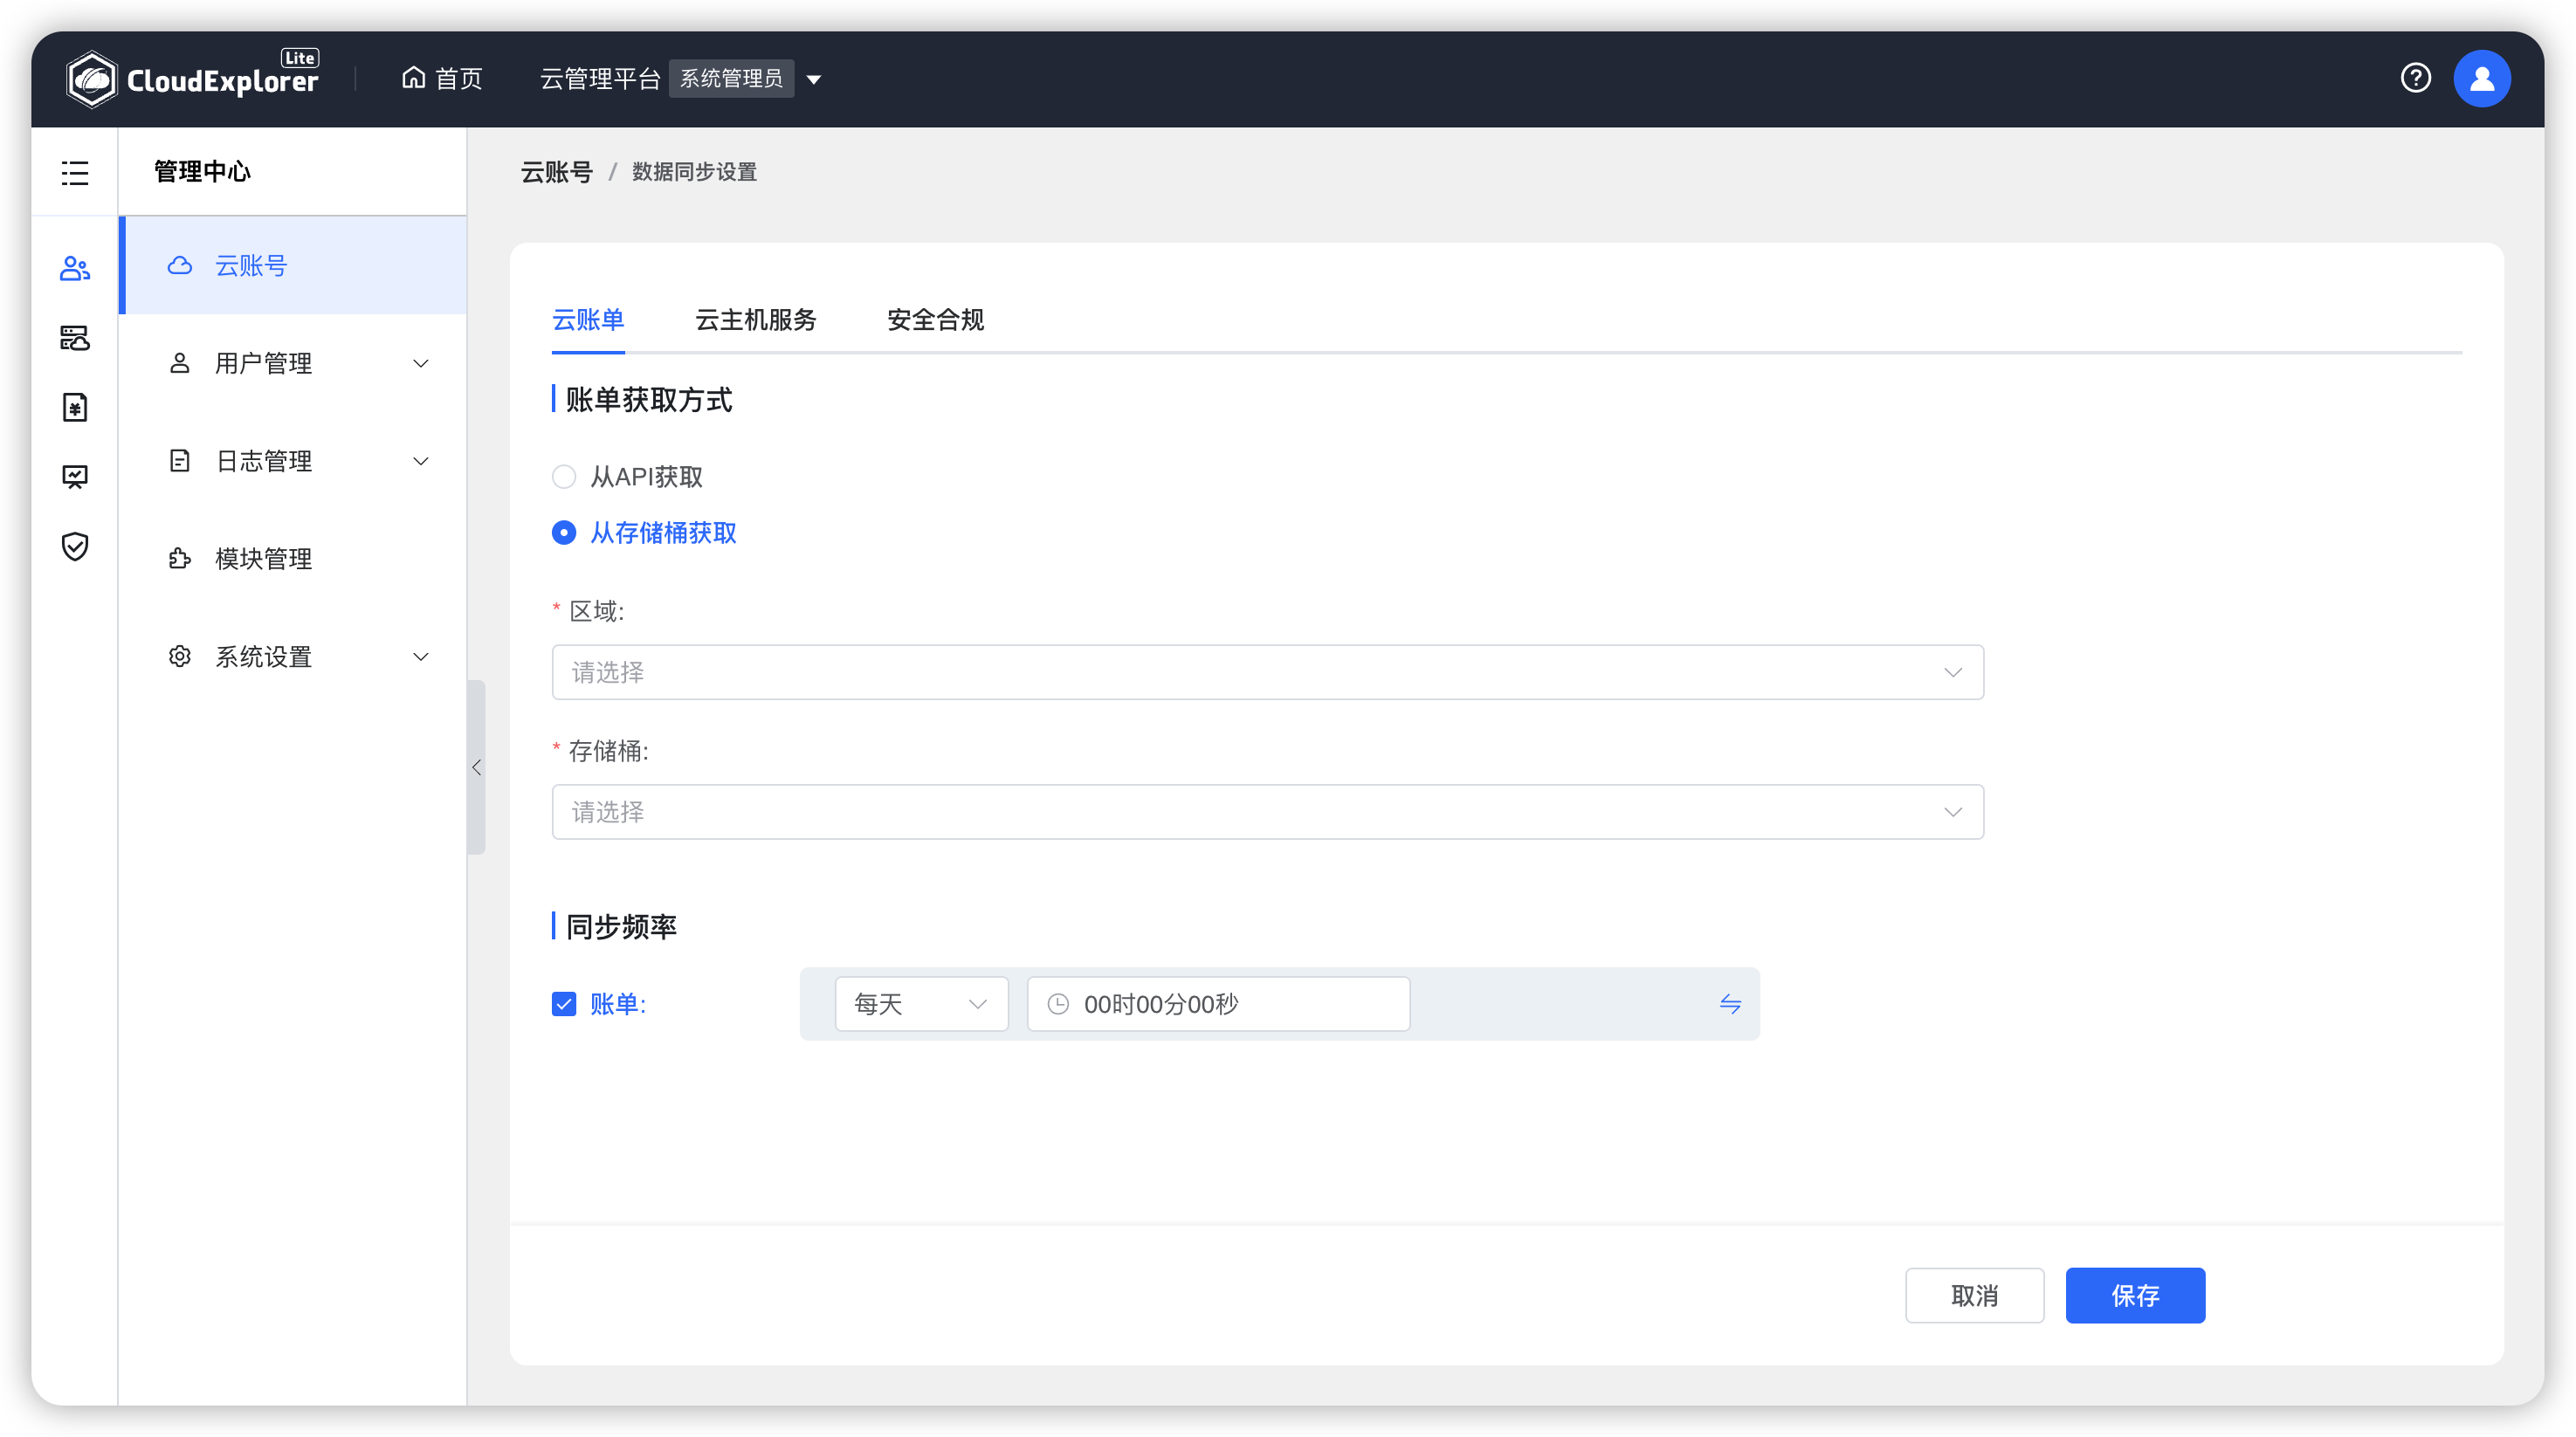 CloudExplorer Lite
首页
云管理平台 系统管理员
管理中心
云账号
用户管理
日志管理
模块管理
系统设置
云账号 / 数据同步设置
云账单 云主机服务 安全合规
账单获取方式
从API获取
从存储桶获取
* 区域:
请选择
* 存储桶:
请选择
同步频率
账单: 每天 00时00分00秒
取消 保存